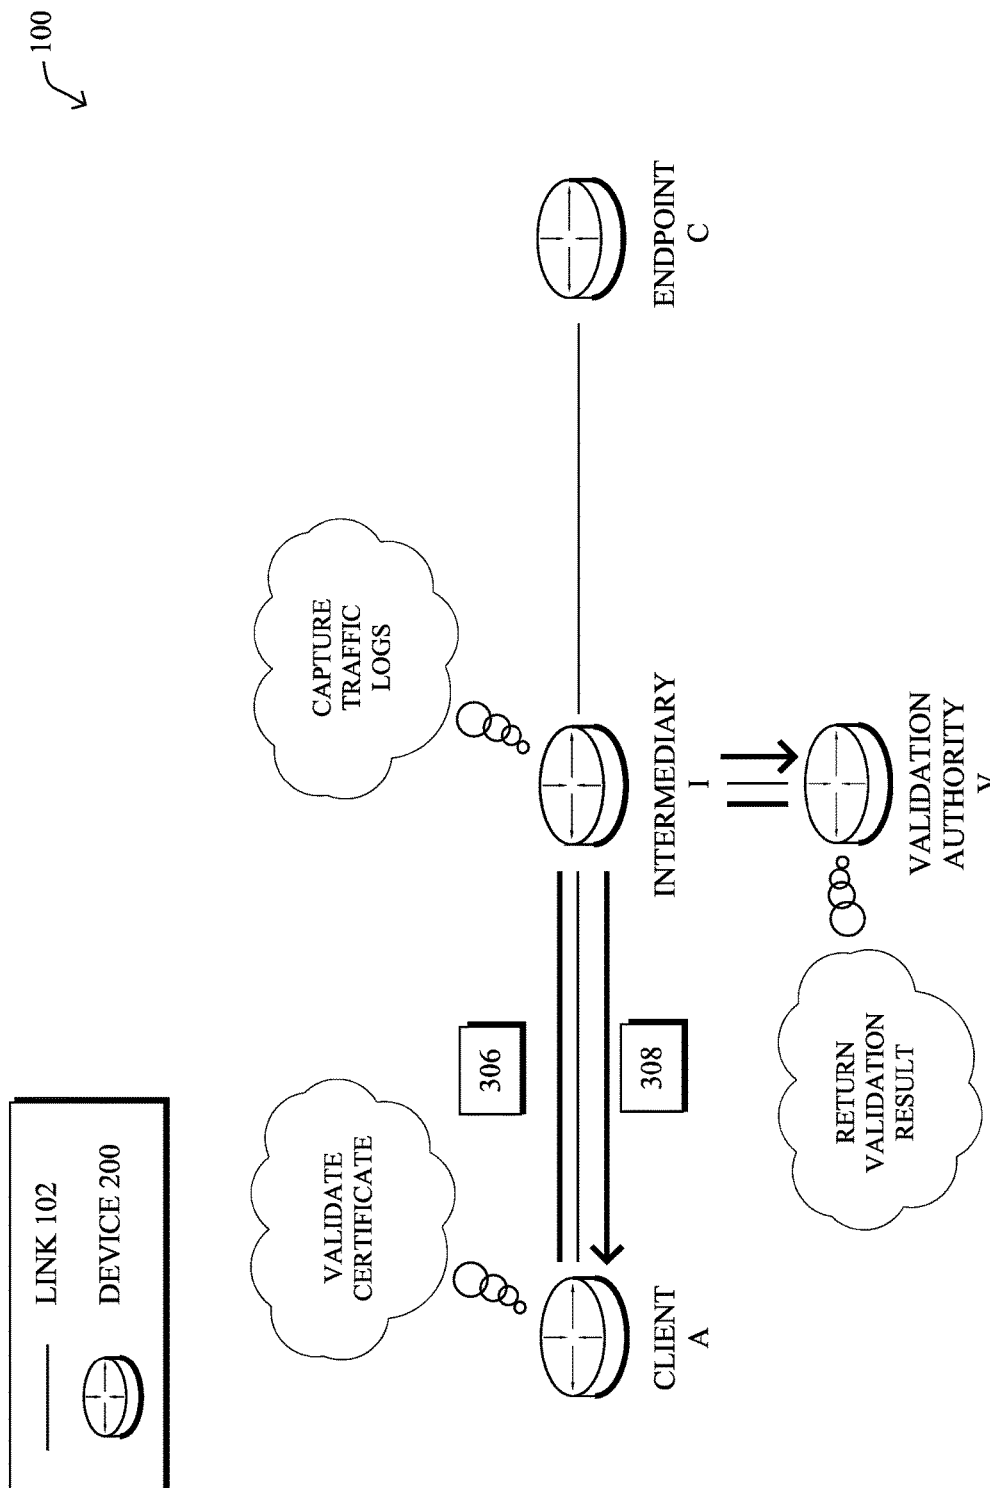 100
LINK 102
DEVICE 200
VALIDATE
CERTIFICATE
CAPTURE
TRAFFIC
LOGS
306
308
CLIENT
A
INTERMEDIARY
I
ENDPOINT
C
RETURN
VALIDATION
RESULT
VALIDATION
AUTHORITY
V